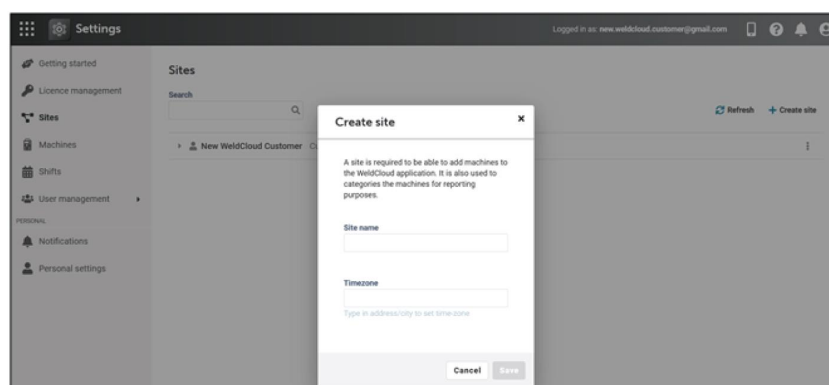 Settings
Logged in as: new.weldcloud.customer@gmail.com
Getting started
Licence management
Sites
Machines
Shifts
User management
PERSONAL
Notifications
Personal settings
Sites
Search
Refresh
Create site
New WeldCloud Customer
Create site
A site is required to be able to add machines to
the WeldCloud application. It is also used to
categories the machines for reporting
purposes.
Site name
Timezone
Type in address/city to set time-zone
Cancel
Save